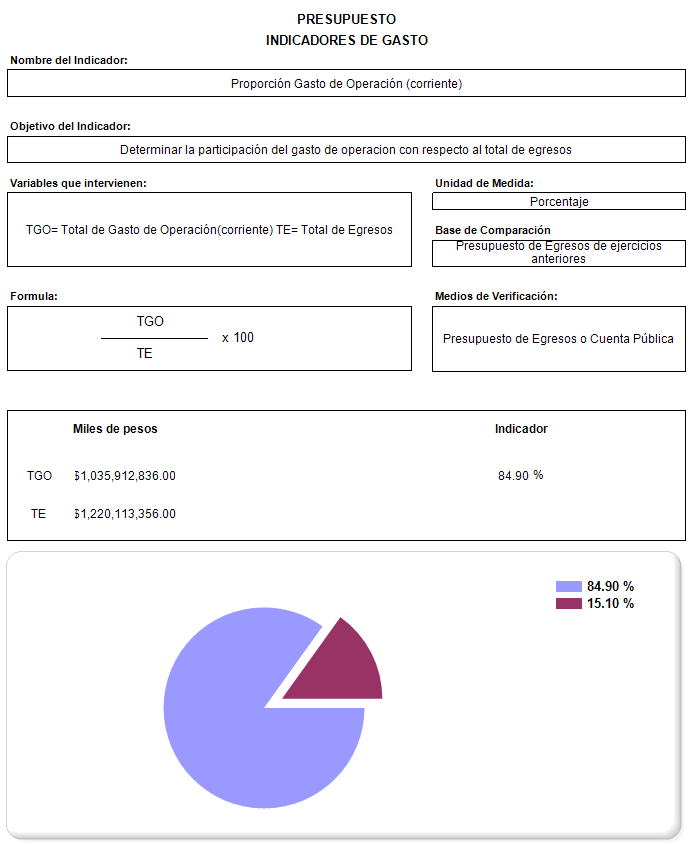 PRESUPUESTO
INDICADORES DE GASTO
Nombre del Indicador:
Proporción Gasto de Operación (corriente)
Objetivo del Indicador:
Determinar la participación del gasto de operacion con respecto al total de egresos
Variables que intervienen:
TGO= Total de Gasto de Operación(corriente) TE= Total de Egresos
Unidad de Medida:
Porcentaje
Base de Comparación
Presupuesto de Egresos de ejercicios
anteriores
Formula:
TGO
TE
x 100
Medios de Verificación:
Presupuesto de Egresos o Cuenta Pública
Miles de pesos
Indicador
TGO $1,035,912,836.00 84.90 %
TE $1,220,113,356.00
84.90 %
15.10 %